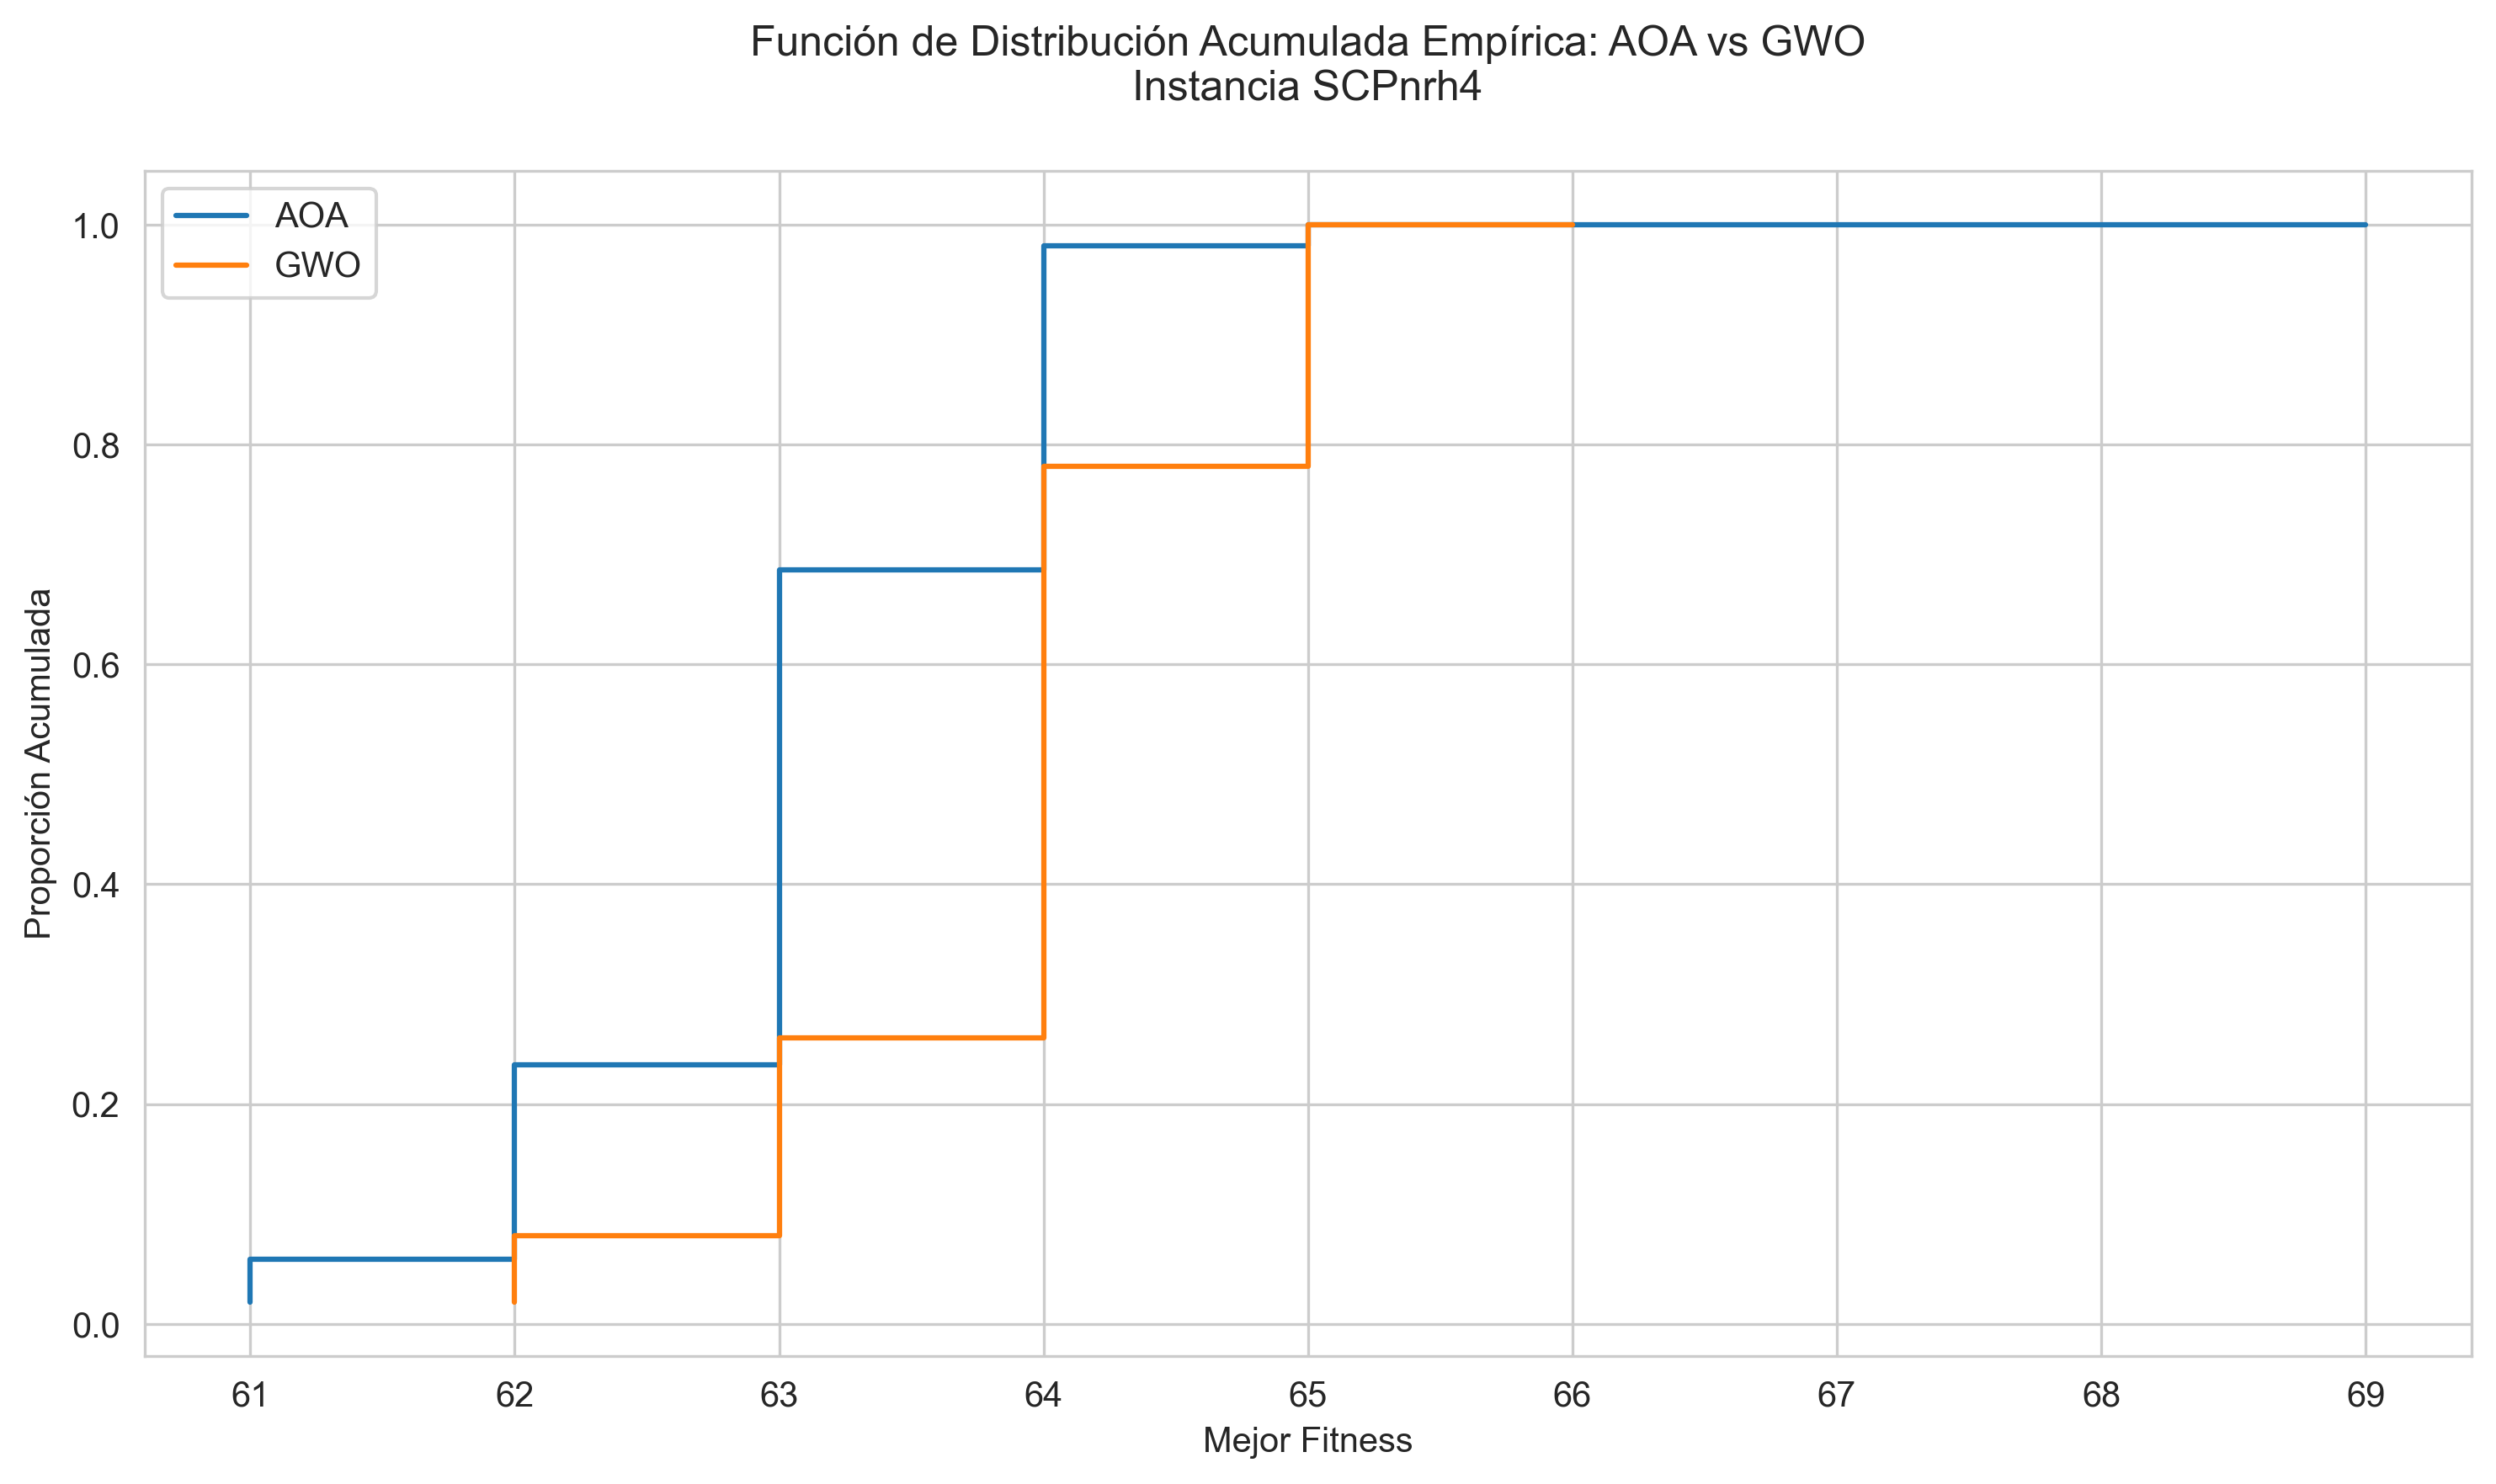 Función de Distribución Acumulada Empírica: AOA vs GWO
Instancia SCPnrh4
AOA
GWO
1.0
0.8
0.6
0.4
0.2
0.0
Proporción Acumulada
61 62 63 64 65 66 67 68 69
Mejor Fitness